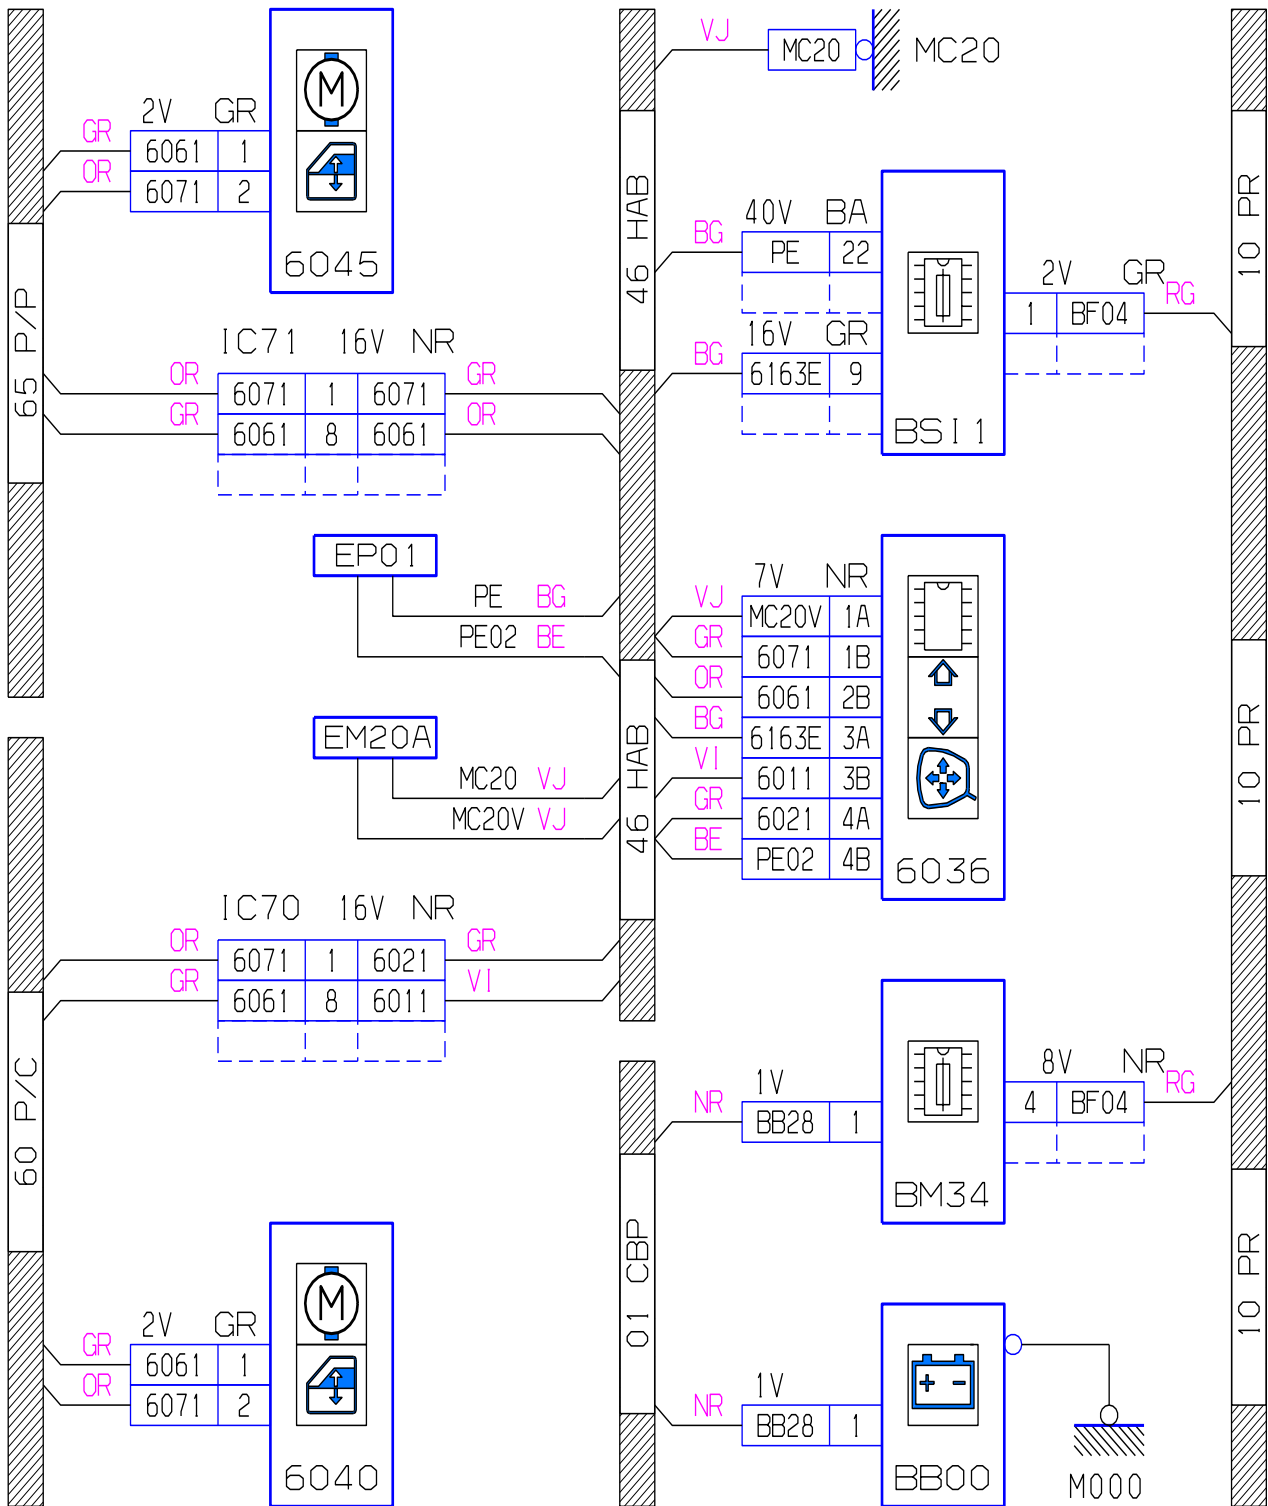 2V GR
GR 6061 1
OR 6071 2
6045
65 P/P
IC71 16V NR
OR 6071 1 6071 GR
GR 6061 8 6061 OR
EP01
PE BG
PE02 BE
EM20A
MC20 VJ
MC20V VJ
IC70 16V NR
OR 6071 1 6021 GR
GR 6061 8 6011 VI
60 P/C
2V GR
GR 6061 1
OR 6071 2
6040
M
M
46 HAB
46 HAB
01 CBP
VJ MC20 MC20
40V BA
BG PE 22
16V GR
BG 6163E 9
BSI1
2V GR
1 BF04 RG
7V NR
VJ MC20V 1A
GR 6071 1B
OR 6061 2B
BG 6163E 3A
VI 6011 3B
GR 6021 4A
BE PE02 4B
6036
1V
NR BB28 1
BM34
8V NR
4 BF04 RG
1V
NR BB28 1
+ -
BB00
M000
10 PR
10 PR
10 PR